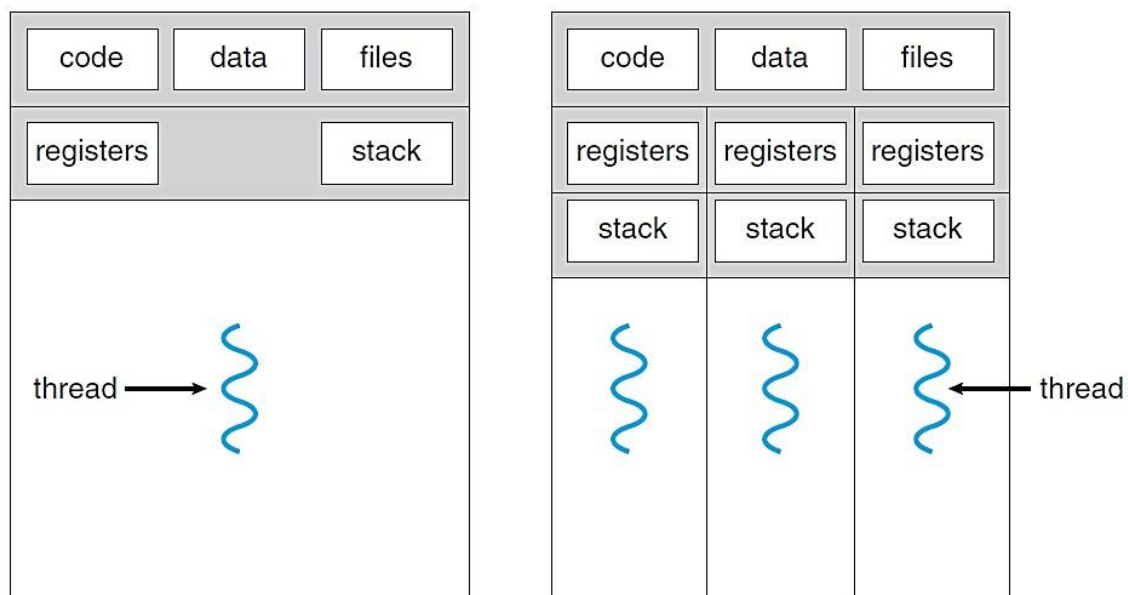 code data files
registers stack
thread
code data files
registers registers registers
stack stack stack
thread